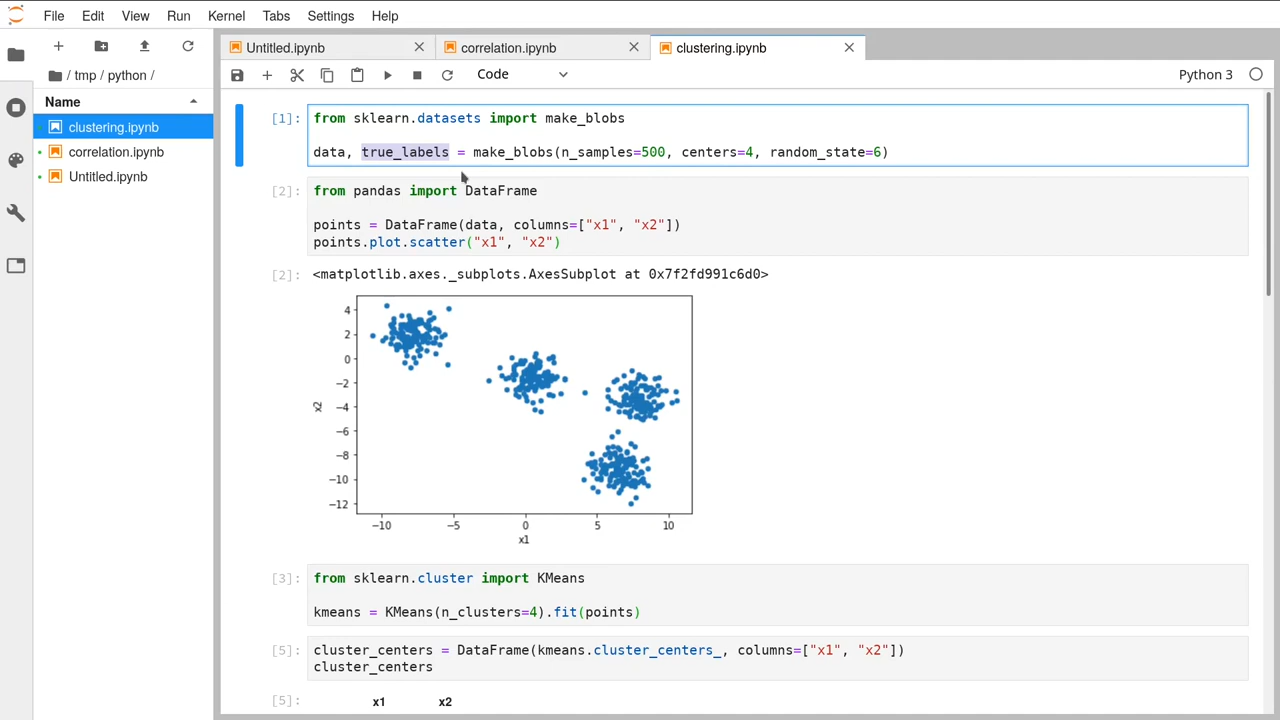 File Edit View Run Kernel Tabs Settings Help
/ tmp / python /
Name
clustering.ipynb
correlation.ipynb
Untitled.ipynb
Untitled.ipynb correlation.ipynb clustering.ipynb
Code Python 3
[1]: from sklearn.datasets import make_blobs
data, true_labels = make_blobs(n_samples=500, centers=4, random_state=6)
[2]: from pandas import DataFrame
points = DataFrame(data, columns=["x1", "x2"])
points.plot.scatter("x1", "x2")
[2]: <matplotlib.axes._subplots.AxesSubplot at 0x7f2fd991c6d0>
4
2
0
−2
−4
−6
−8
−10
−12
x2
−10 −5 0 5 10
x1
[3]: from sklearn.cluster import KMeans
kmeans = KMeans(n_clusters=4).fit(points)
[5]: cluster_centers = DataFrame(kmeans.cluster_centers_, columns=["x1", "x2"])
cluster_centers
[5]: x1 x2